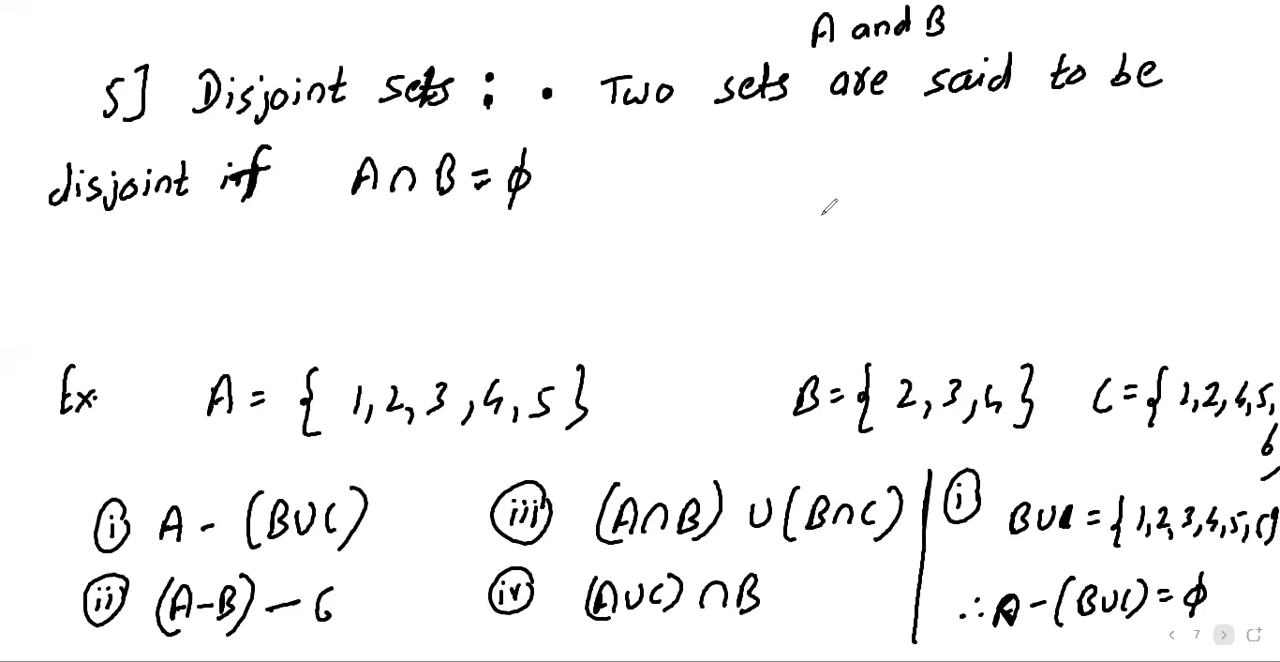 A and B
5] Disjoint sets : • Two sets are said to be
disjoint if A ∩ B = ϕ
Ex. A = { 1, 2, 3, 4, 5 } B = { 2, 3, 4 } C = { 1, 2, 4, 5,
6
(i) A - (B∪C) (iii) (A∩B) ∪ (B∩C) (i) B∪C = { 1, 2, 3, 4, 5, 6}
(ii) (A-B) - C (iv) (A∪C) ∩ B ∴ A - (B∪C) = ϕ
7